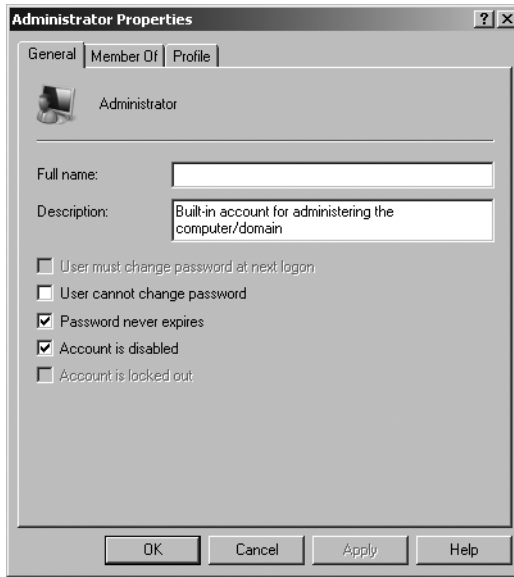 Administrator Properties
General
Member Of
Profile
Administrator
Full name:
Description:
Built-in account for administering the
computer/domain
User must change password at next logon
User cannot change password
Password never expires
Account is disabled
Account is locked out
OK
Cancel
Apply
Help